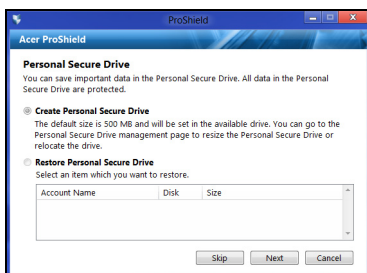 ProShield
Acer ProShield
Personal Secure Drive
You can save important data in the Personal Secure Drive. All data in the Personal
Secure Drive are protected.
Create Personal Secure Drive
The default size is 500 MB and will be set in the available drive. You can go to the
Personal Secure Drive management page to resize the Personal Secure Drive or
relocate the drive.
Restore Personal Secure Drive
Select an item which you want to restore.
Account Name Disk Size
Skip Next Cancel